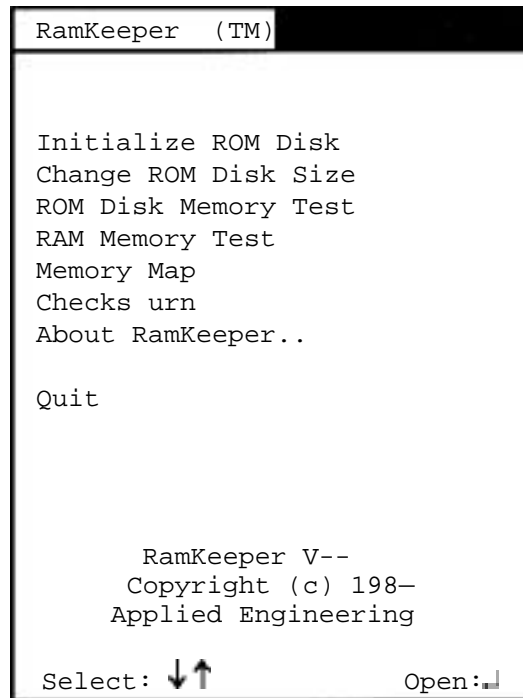 RamKeeper (TM)
Initialize ROM Disk
Change ROM Disk Size
ROM Disk Memory Test
RAM Memory Test
Memory Map
Checks urn
About RamKeeper..
Quit
RamKeeper V--
Copyright (c) 198—
Applied Engineering
Select: ↓↑ Open:↵